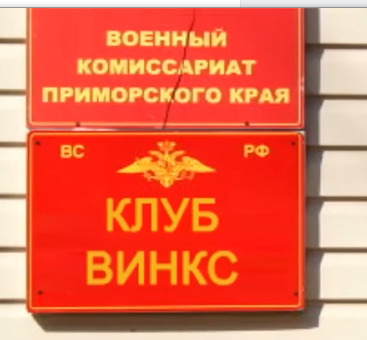 ВОЕННЫЙ
КОМИССАРИАТ
ПРИМОРСКОГО КРАЯ
ВС РФ
КЛУБ
ВИНКС